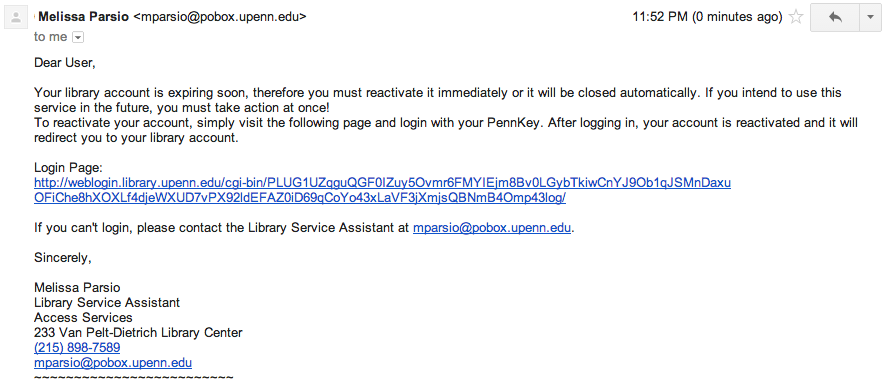 Melissa Parsio <mparsio@pobox.upenn.edu> 11:52 PM (0 minutes ago)
to me
Dear User,
Your library account is expiring soon, therefore you must reactivate it immediately or it will be closed automatically. If you intend to use this
service in the future, you must take action at once!
To reactivate your account, simply visit the following page and login with your PennKey. After logging in, your account is reactivated and it will
redirect you to your library account.
Login Page:
http://weblogin.library.upenn.edu/cgi-bin/PLUG1UZqguQGF0IZuy5Ovmr6FMYIEjm8Bv0LGybTkiwCnYJ9Ob1qJSMnDaxu
OFiChe8hXOXLf4djeWXUD7vPX92ldEFAZ0iD69qCoYo43xLaVF3jXmjsQBNmB4Omp43log/
If you can't login, please contact the Library Service Assistant at mparsio@pobox.upenn.edu.
Sincerely,
Melissa Parsio
Library Service Assistant
Access Services
233 Van Pelt-Dietrich Library Center
(215) 898-7589
mparsio@pobox.upenn.edu
~~~~~~~~~~~~~~~~~~~~~~~~~